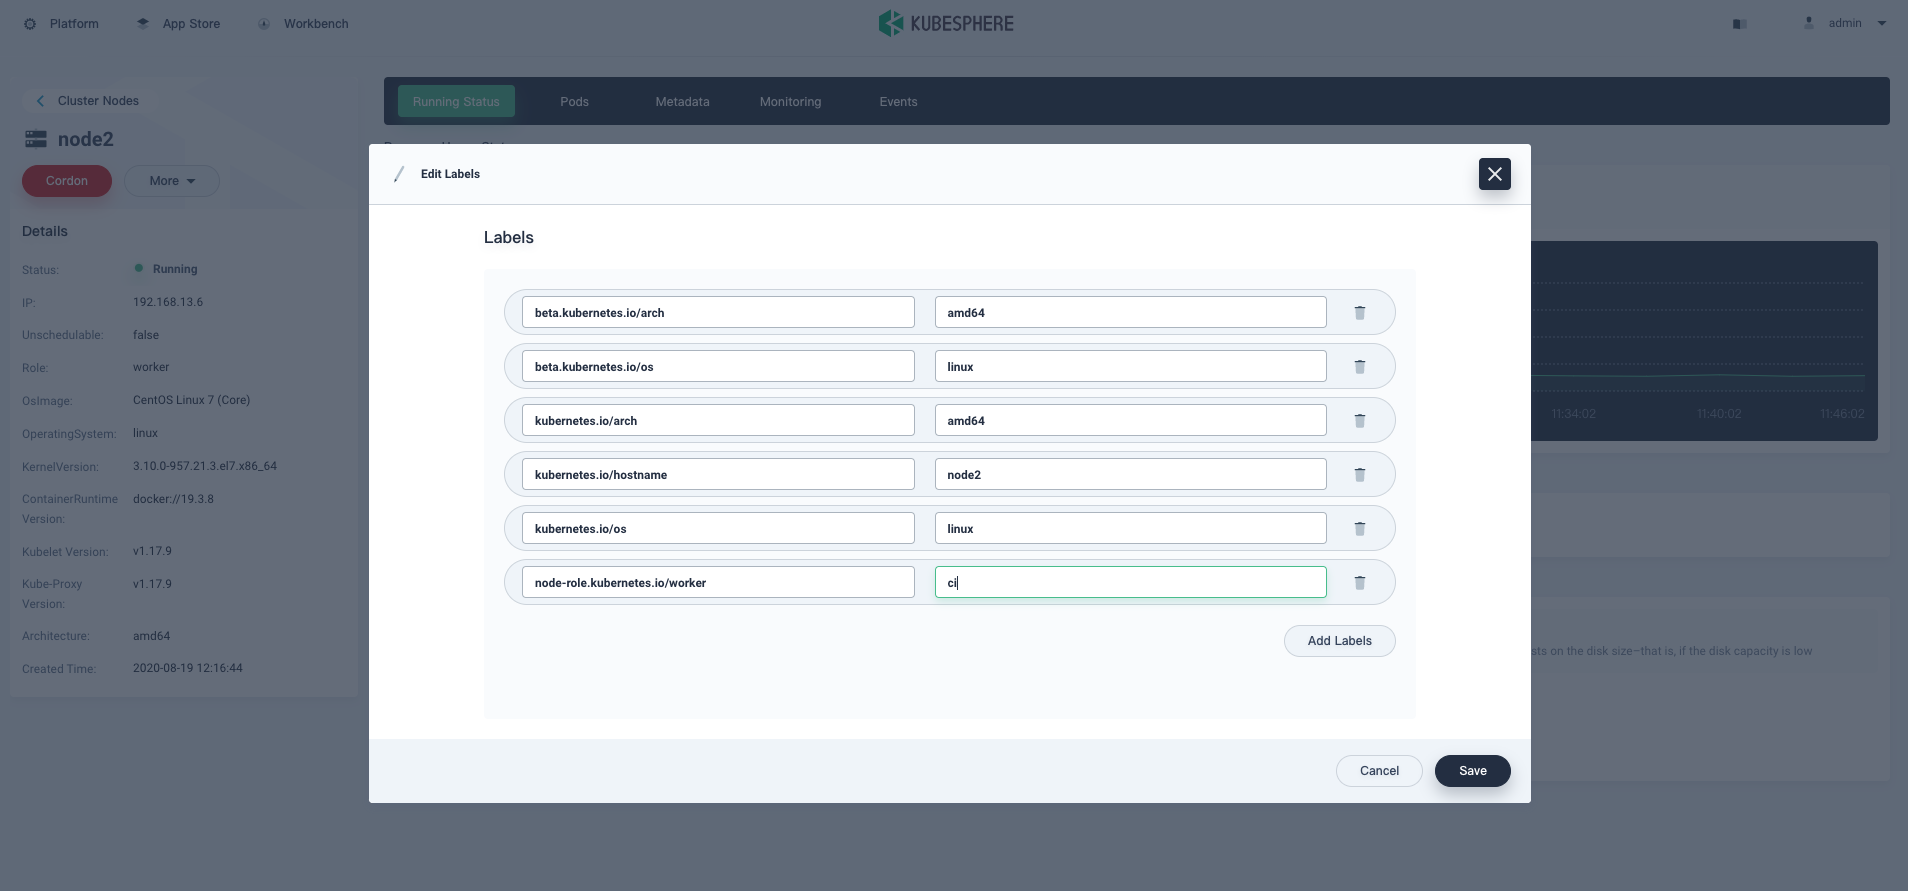 Platform
App Store
Workbench
KUBESPHERE
admin
Cluster Nodes
node2
Cordon
More
Details
Status: Running
IP: 192.168.13.6
Unschedulable: false
Role: worker
OsImage: CentOS Linux 7 (Core)
OperatingSystem: linux
KernelVersion: 3.10.0-957.21.3.el7.x86_64
ContainerRuntime docker://19.3.8
Version:
Kubelet Version: v1.17.9
Kube-Proxy v1.17.9
Version:
Architecture: amd64
Created Time: 2020-08-19 12:16:44
Running Status
Pods
Metadata
Monitoring
Events
Edit Labels
Labels
beta.kubernetes.io/arch amd64
beta.kubernetes.io/os linux
kubernetes.io/arch amd64
kubernetes.io/hostname node2
kubernetes.io/os linux
node-role.kubernetes.io/worker ci
Add Labels
Cancel
Save
11:34:02 11:40:02 11:46:02
sts on the disk size—that is, if the disk capacity is low